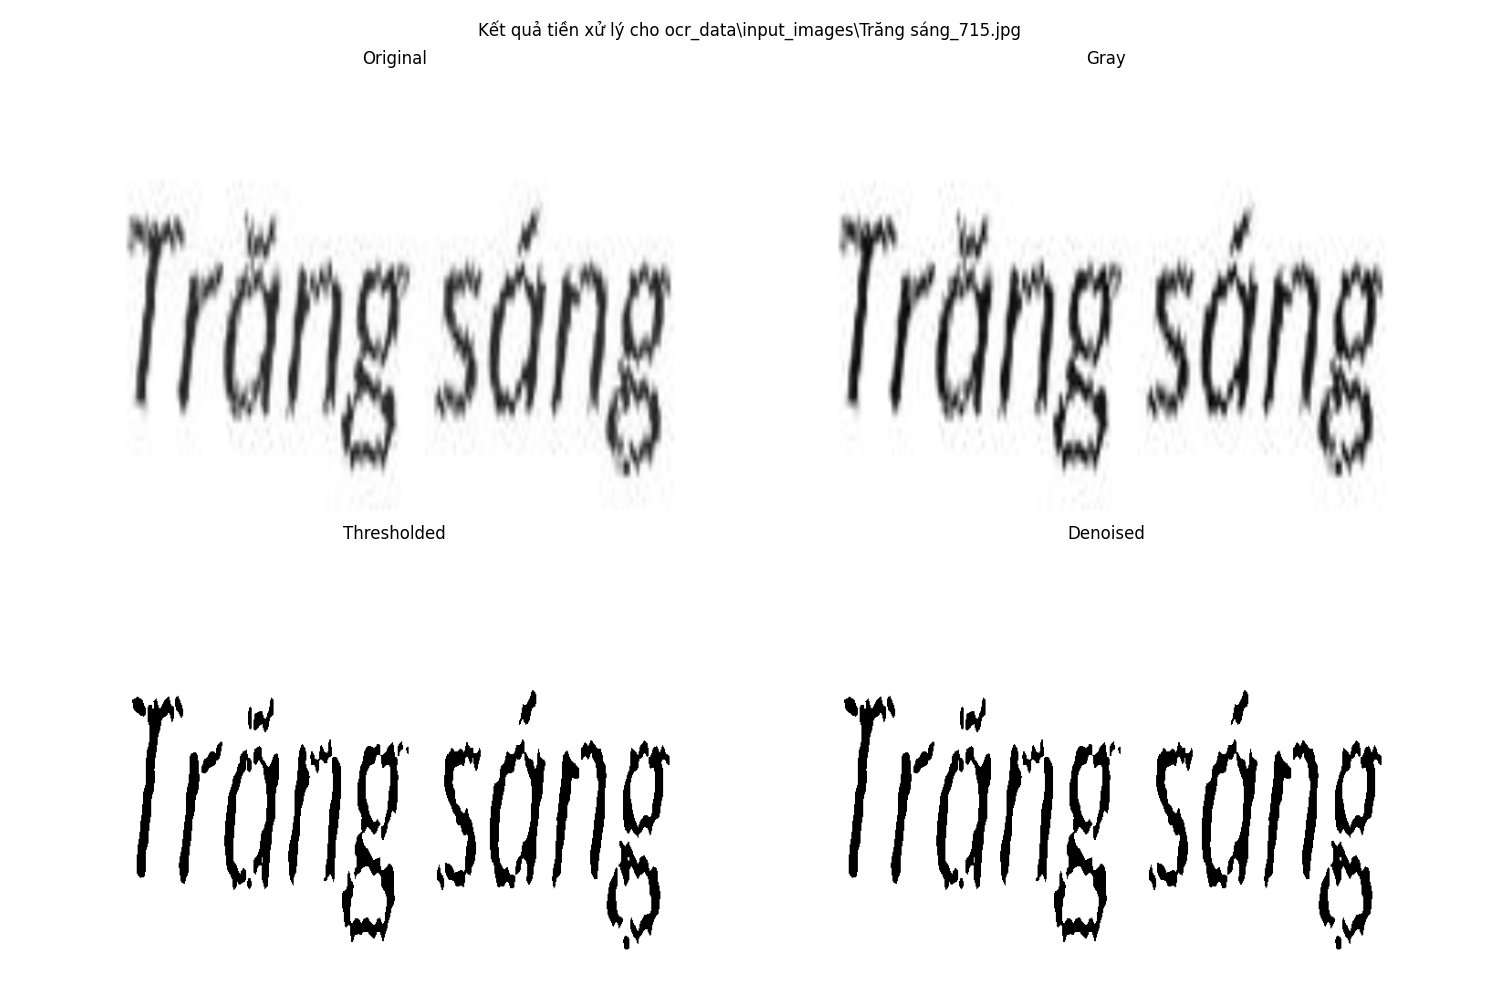 Kết quả tiền xử lý cho ocr_data\input_images\Trăng sáng_715.jpg
Original
Gray
Trăng sáng
Trăng sáng
Thresholded
Denoised
Trăng sáng
Trăng sáng